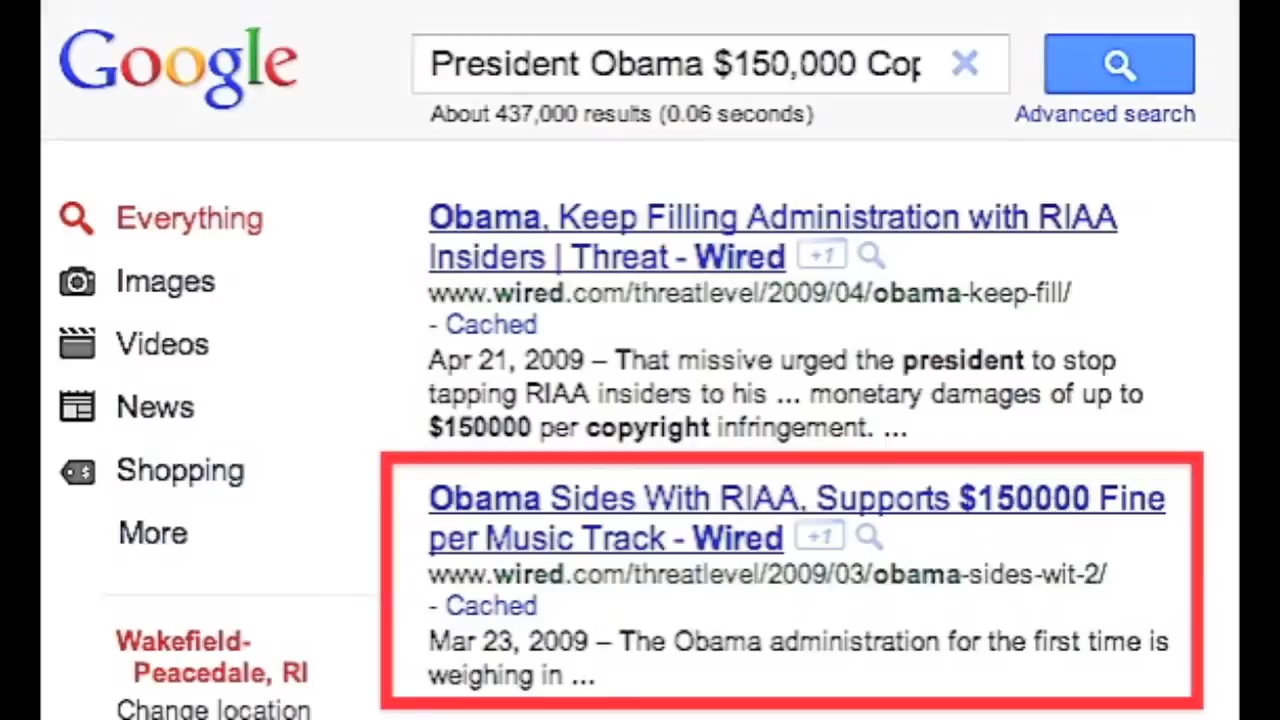 Google
President Obama $150,000 Cop
About 437,000 results (0.06 seconds)
Advanced search
Everything
Images
Videos
News
Shopping
More
Wakefield-
Peacedale, RI
Change location
Obama, Keep Filling Administration with RIAA
Insiders | Threat - Wired +1
www.wired.com/threatlevel/2009/04/obama-keep-fill/
- Cached
Apr 21, 2009 – That missive urged the president to stop
tapping RIAA insiders to his ... monetary damages of up to
$150000 per copyright infringement. ...
Obama Sides With RIAA, Supports $150000 Fine
per Music Track - Wired +1
www.wired.com/threatlevel/2009/03/obama-sides-wit-2/
- Cached
Mar 23, 2009 – The Obama administration for the first time is
weighing in ...